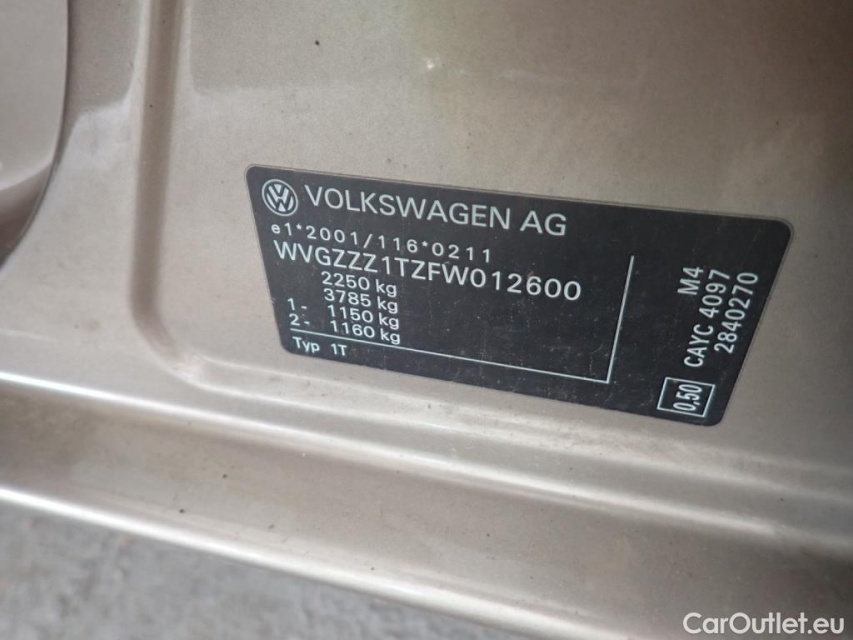 VOLKSWAGEN AG
e1*2001/116*0211
WVGZZZ1TZFW012600
2250 kg
3785 kg
1- 1150 kg
2- 1160 kg
Typ 1T
M4
CAYC 4097
2840270
0,50
CarOutlet.eu